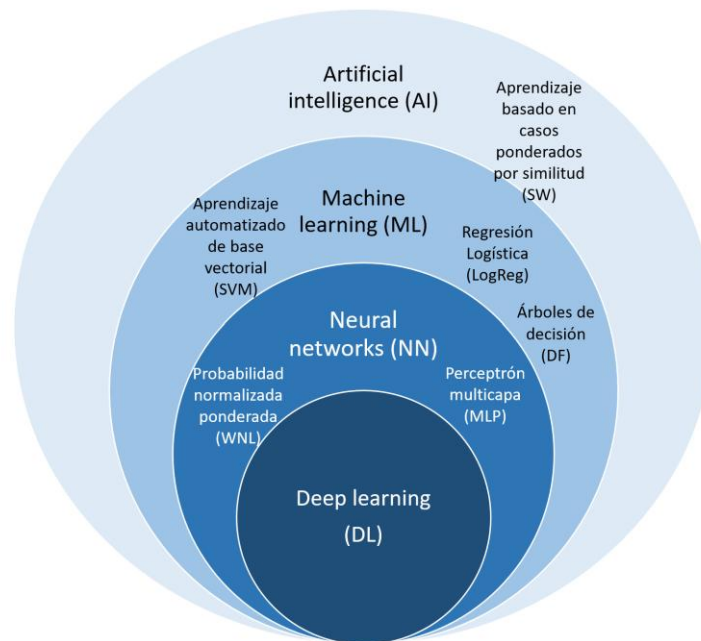 Artificial
intelligence (AI)
Aprendizaje
basado en
casos
ponderados
por similitud
(SW)
Machine
learning (ML)
Aprendizaje
automatizado
de base
vectorial
(SVM)
Regresión
Logística
(LogReg)
Árboles de
decisión
(DF)
Neural
networks (NN)
Probabilidad
normalizada
ponderada
(WNL)
Perceptrón
multicapa
(MLP)
Deep learning
(DL)